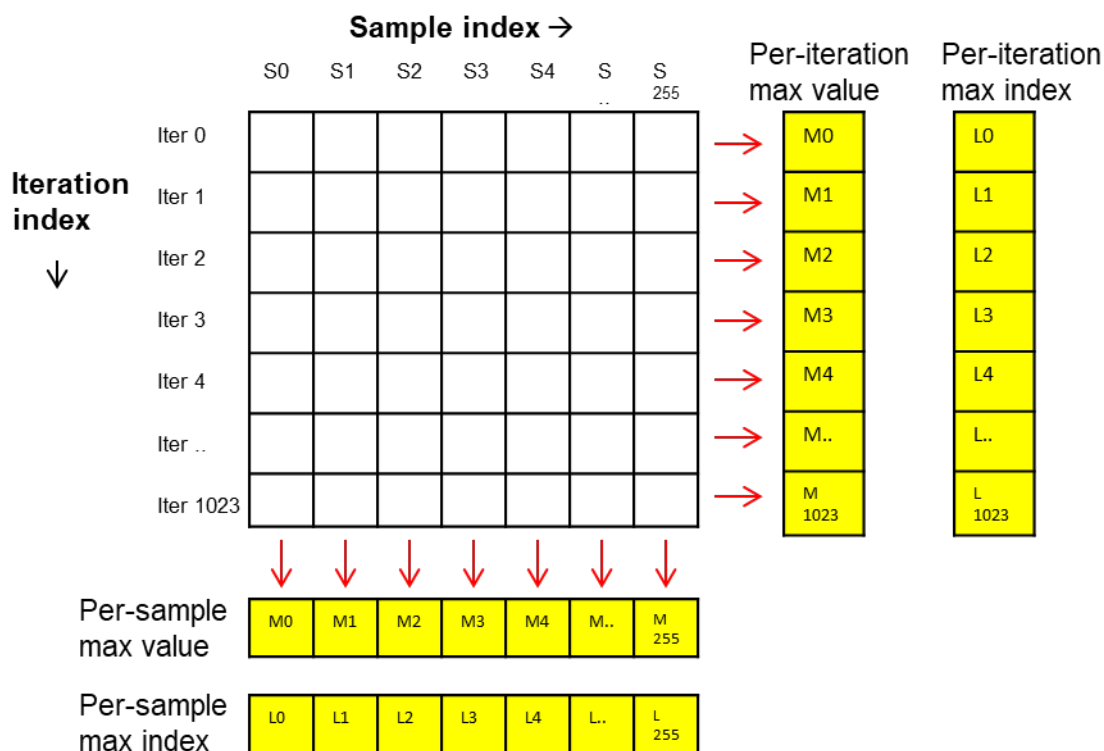 Sample index →
S0 S1 S2 S3 S4 S .. S 255
Per-iteration max value
Per-iteration max index
Iteration index
↓
Iter 0
Iter 1
Iter 2
Iter 3
Iter 4
Iter ..
Iter 1023
M0
M1
M2
M3
M4
M..
M 1023
L0
L1
L2
L3
L4
L..
L 1023
Per-sample max value
M0 M1 M2 M3 M4 M.. M 255
Per-sample max index
L0 L1 L2 L3 L4 L.. L 255